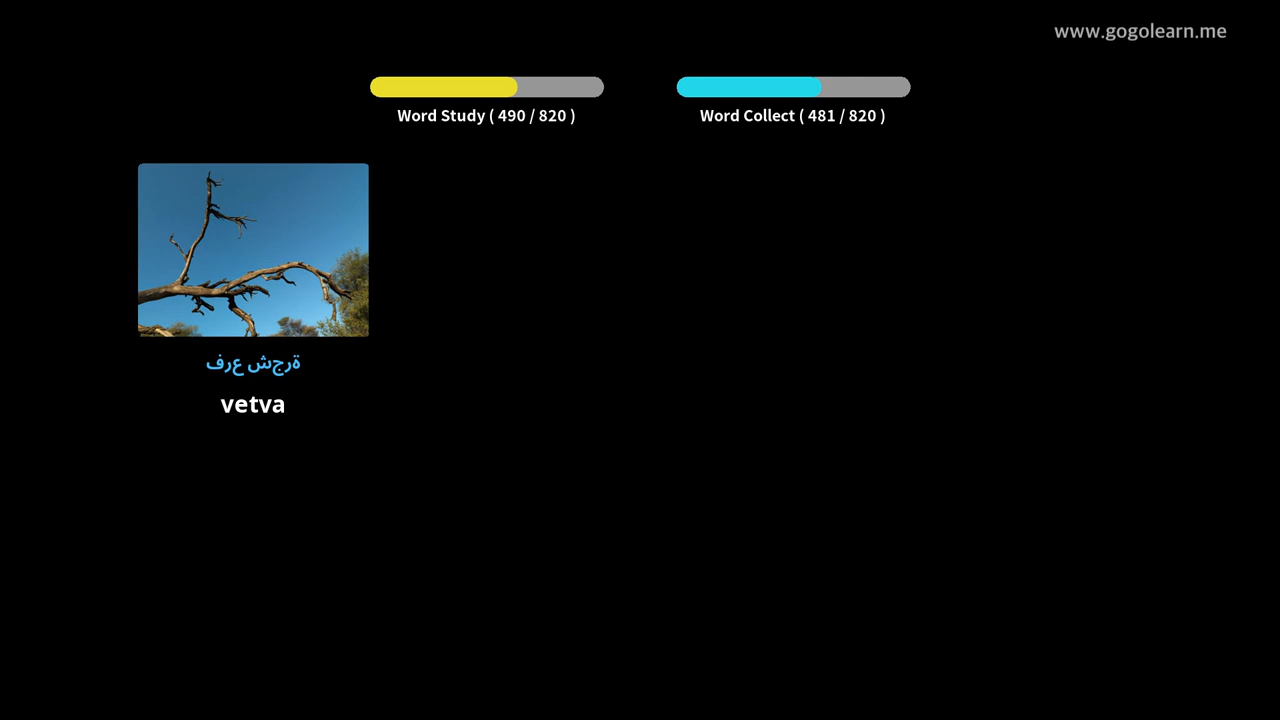 www.gogolearn.me
Word Study ( 490 / 820 )
Word Collect ( 481 / 820 )
ةرجش عرف
vetva